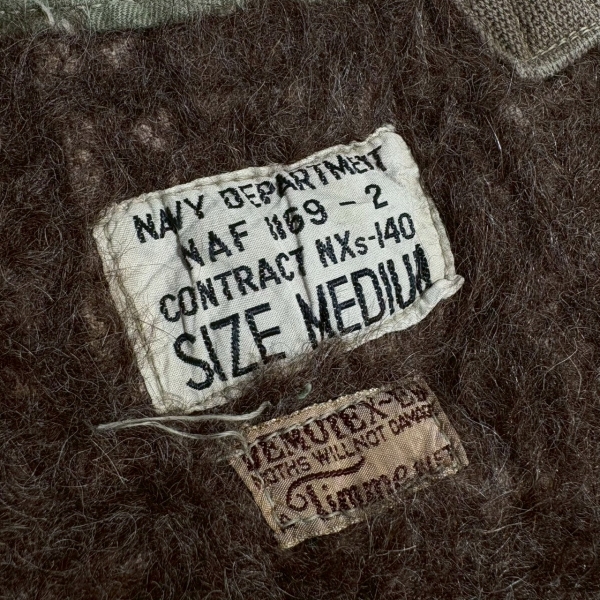 NAVY DEPARTMENT
NAF 1169-2
CONTRACT NXs-140
SIZE MEDIUM
MOTHS WILL NOT DAMAGE